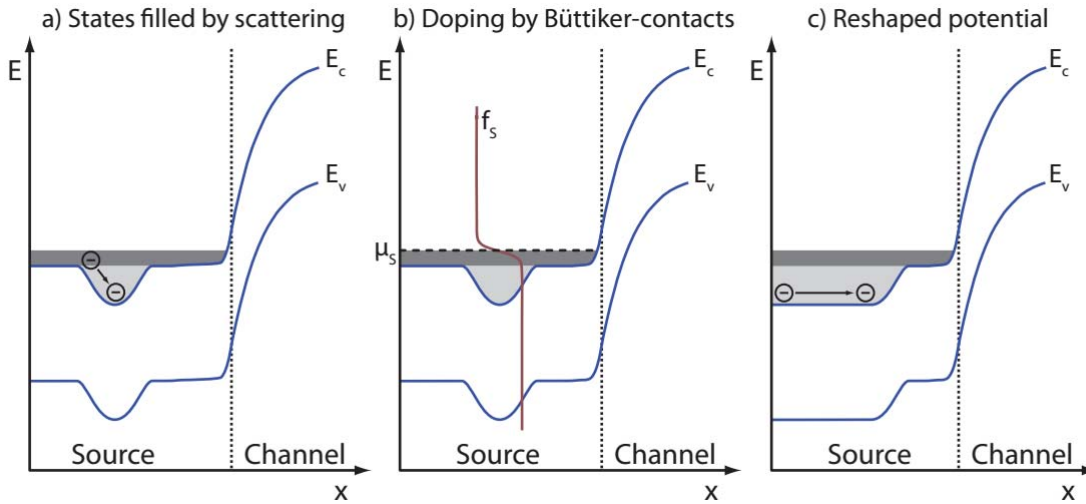 a) States filled by scattering
E
E_c
E_v
Source
Channel
x
b) Doping by Büttiker-contacts
E
f_s
E_c
E_v
μ_s
Source
Channel
x
c) Reshaped potential
E
E_c
E_v
Source
Channel
x